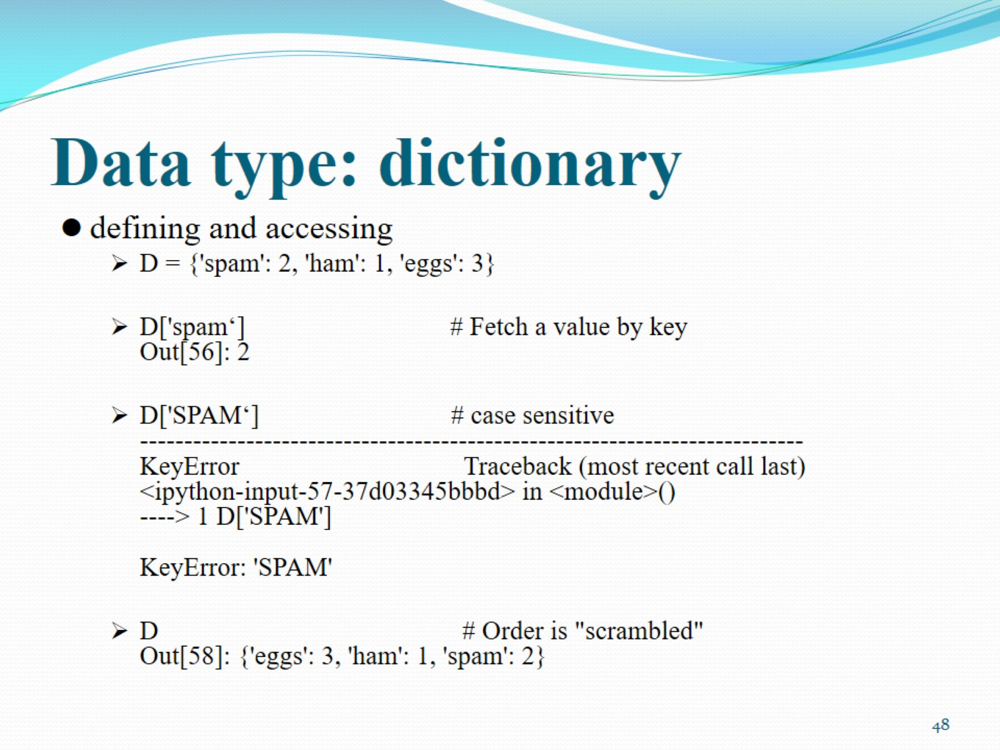 Data type: dictionary
● defining and accessing
➢ D = {'spam': 2, 'ham': 1, 'eggs': 3}
➢ D['spam‘] # Fetch a value by key
Out[56]: 2
➢ D['SPAM‘] # case sensitive
---------------------------------------------------------------------------
KeyError Traceback (most recent call last)
<ipython-input-57-37d03345bbbd> in <module>()
----> 1 D['SPAM']
KeyError: 'SPAM'
➢ D # Order is "scrambled"
Out[58]: {'eggs': 3, 'ham': 1, 'spam': 2}
48